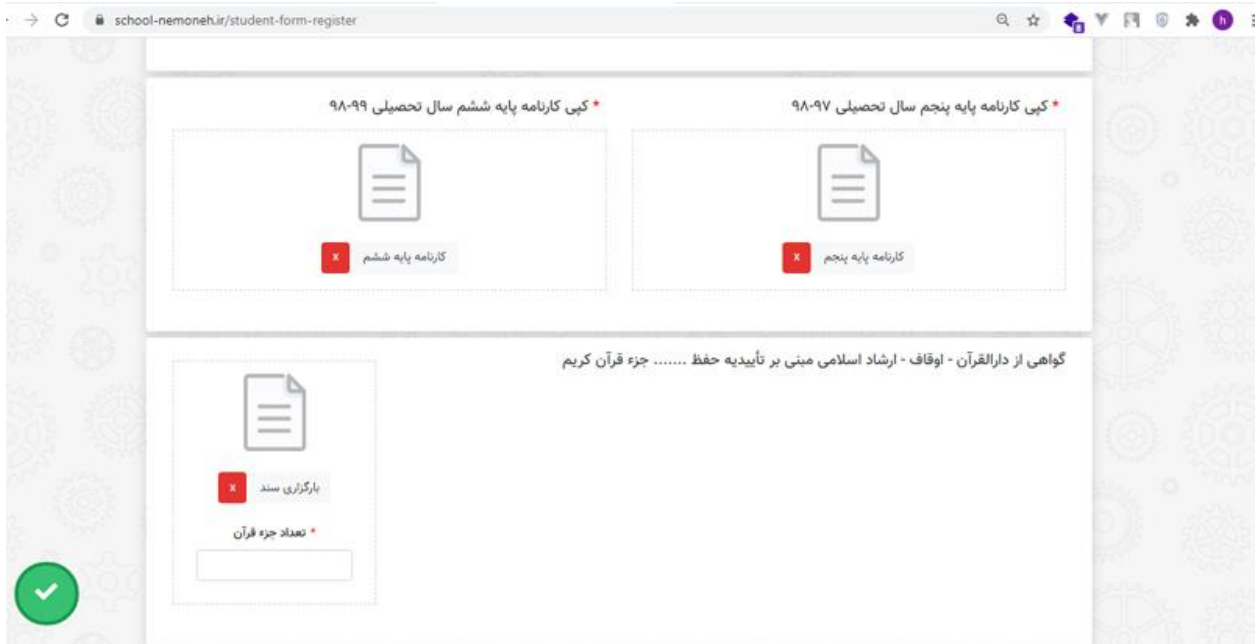 school-nemoneh.ir/student-form-register
h
* کپی کارنامه پایه پنجم سال تحصیلی ۹۷-۹۸
* کپی کارنامه پایه ششم سال تحصیلی ۹۹-۹۸
کارنامه پایه پنجم x
کارنامه پایه ششم x
گواهی از دارالقرآن - اوقاف - ارشاد اسلامی مبنی بر تأییدیه حفظ ....... جزء قرآن کریم
بارگزاری سند x
* تعداد جزء قرآن